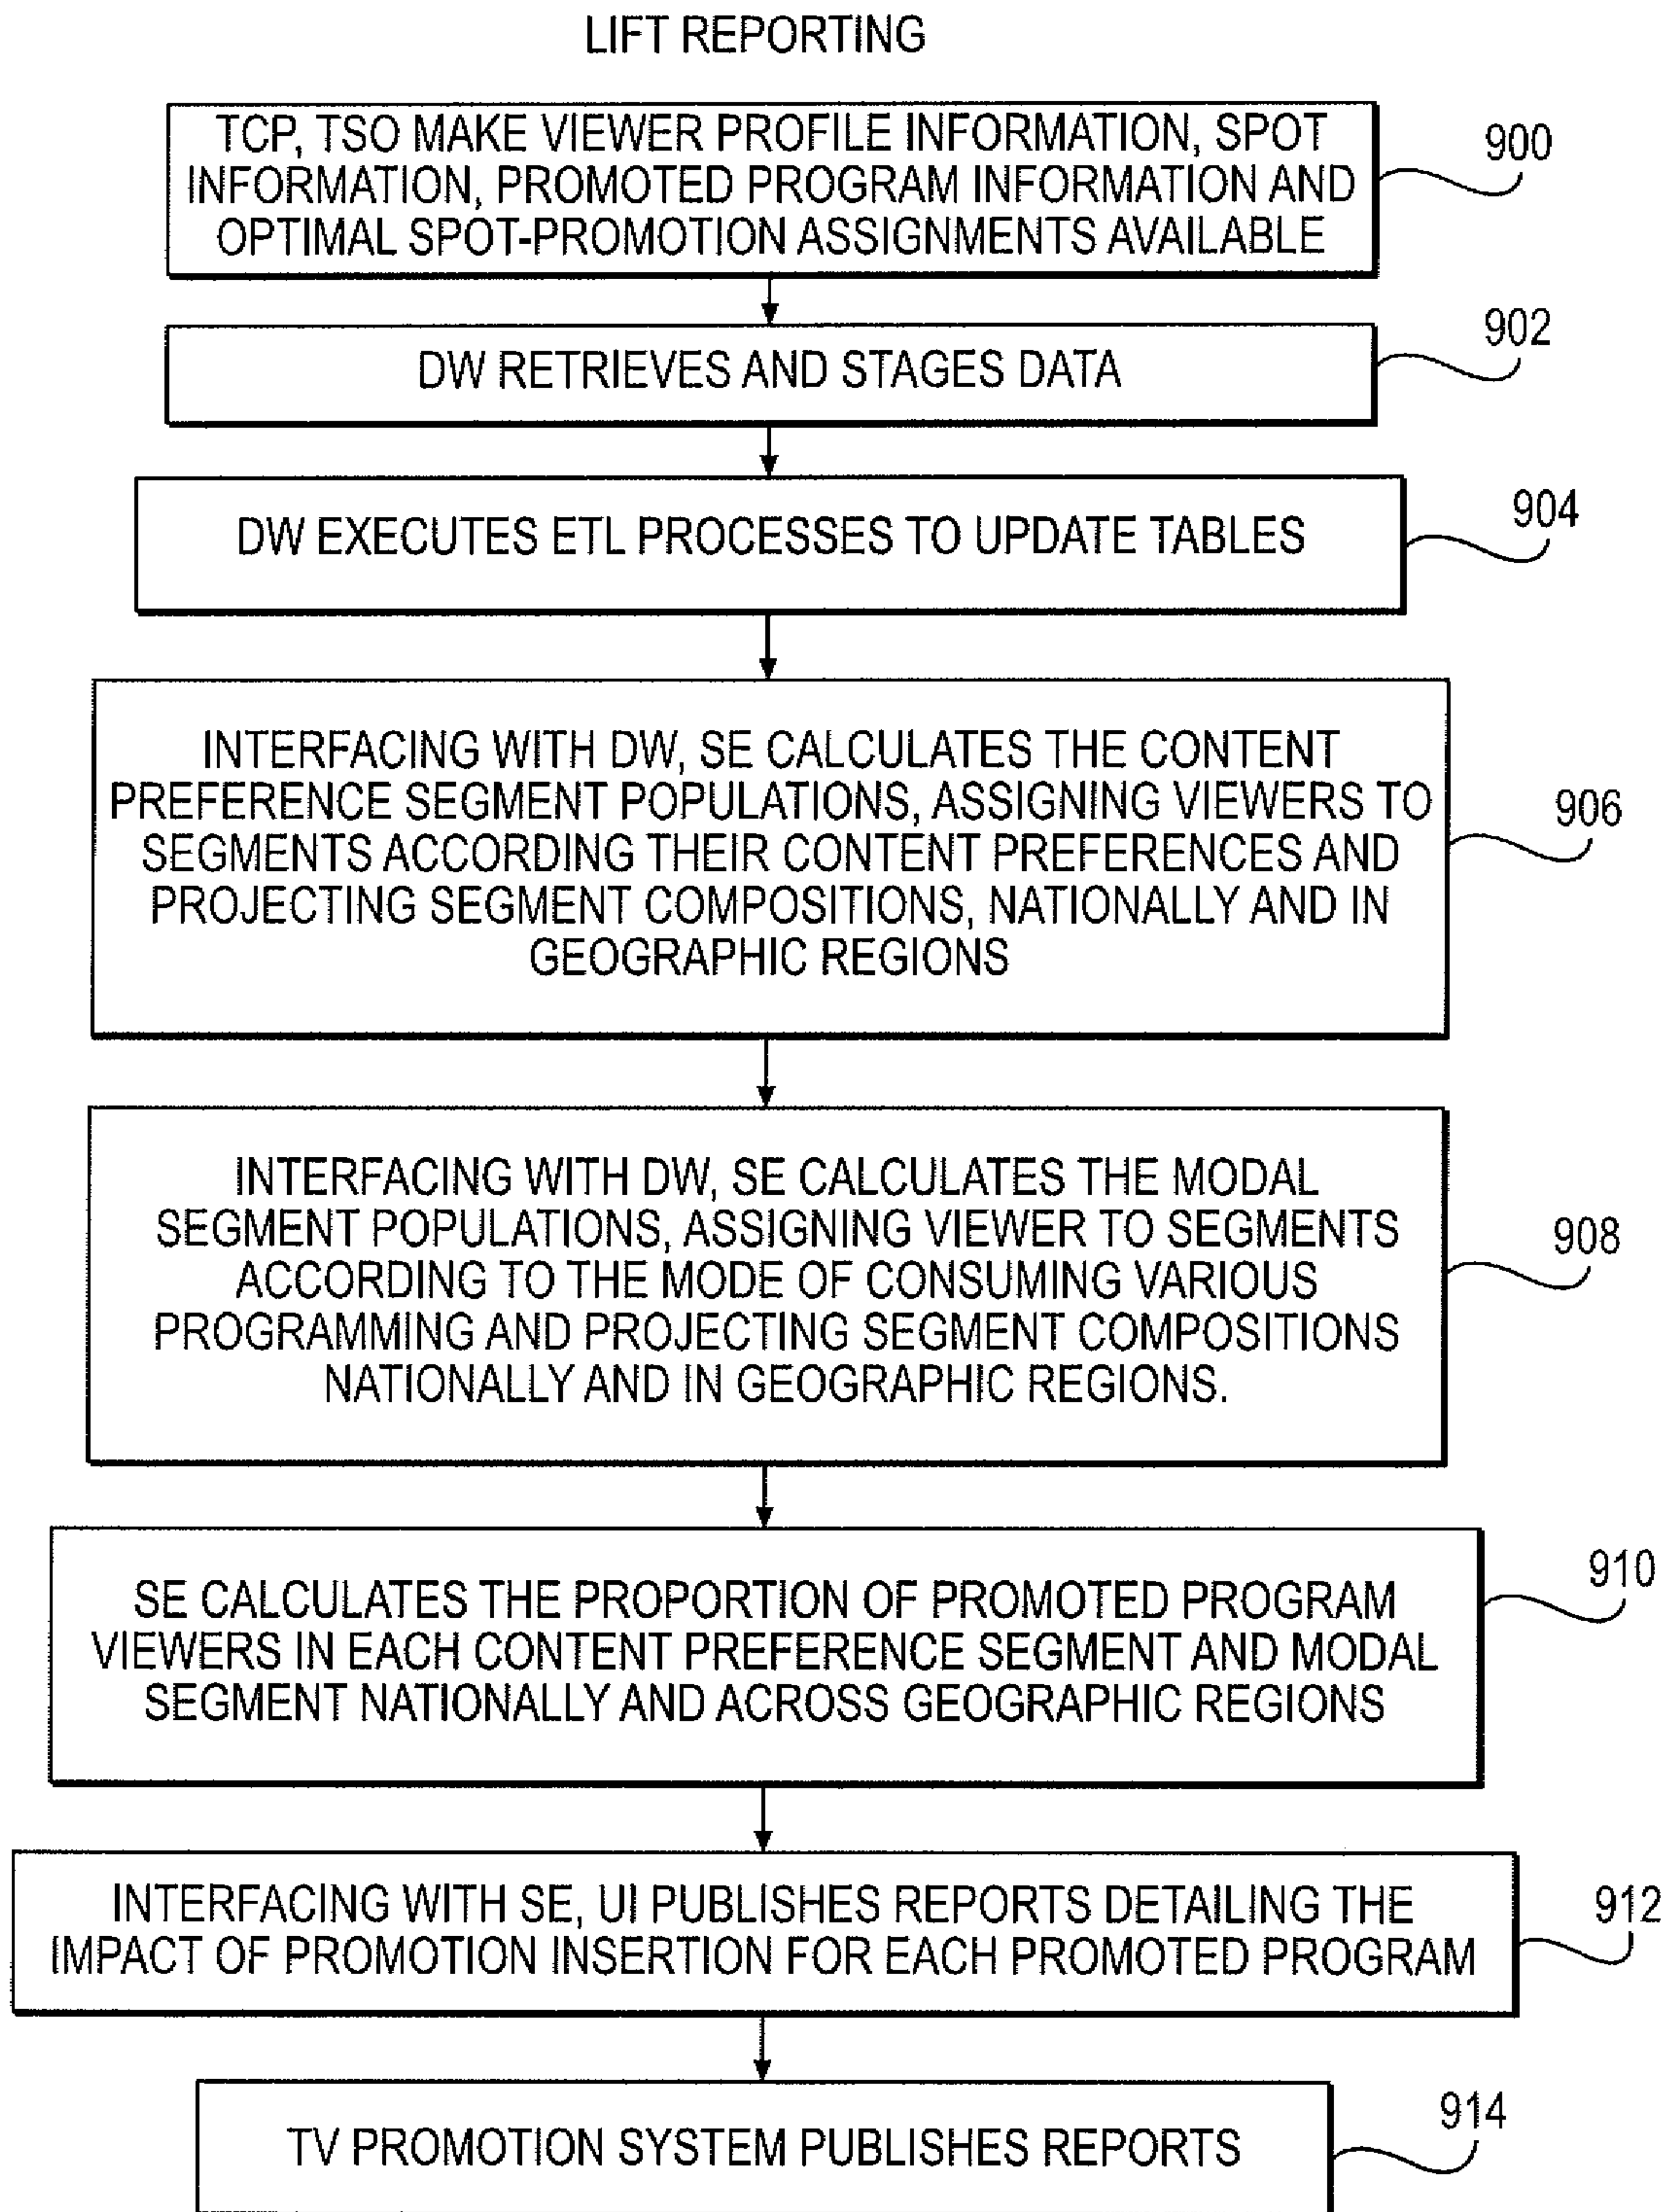 LIFT REPORTING
TCP, TSO MAKE VIEWER PROFILE INFORMATION, SPOT
INFORMATION, PROMOTED PROGRAM INFORMATION AND
OPTIMAL SPOT-PROMOTION ASSIGNMENTS AVAILABLE
900
DW RETRIEVES AND STAGES DATA
902
DW EXECUTES ETL PROCESSES TO UPDATE TABLES
904
INTERFACING WITH DW, SE CALCULATES THE CONTENT
PREFERENCE SEGMENT POPULATIONS, ASSIGNING VIEWERS TO
SEGMENTS ACCORDING THEIR CONTENT PREFERENCES AND
PROJECTING SEGMENT COMPOSITIONS, NATIONALLY AND IN
GEOGRAPHIC REGIONS
906
INTERFACING WITH DW, SE CALCULATES THE MODAL
SEGMENT POPULATIONS, ASSIGNING VIEWER TO SEGMENTS
ACCORDING TO THE MODE OF CONSUMING VARIOUS
PROGRAMMING AND PROJECTING SEGMENT COMPOSITIONS
NATIONALLY AND IN GEOGRAPHIC REGIONS.
908
SE CALCULATES THE PROPORTION OF PROMOTED PROGRAM
VIEWERS IN EACH CONTENT PREFERENCE SEGMENT AND MODAL
SEGMENT NATIONALLY AND ACROSS GEOGRAPHIC REGIONS
910
INTERFACING WITH SE, UI PUBLISHES REPORTS DETAILING THE
IMPACT OF PROMOTION INSERTION FOR EACH PROMOTED PROGRAM
912
TV PROMOTION SYSTEM PUBLISHES REPORTS
914